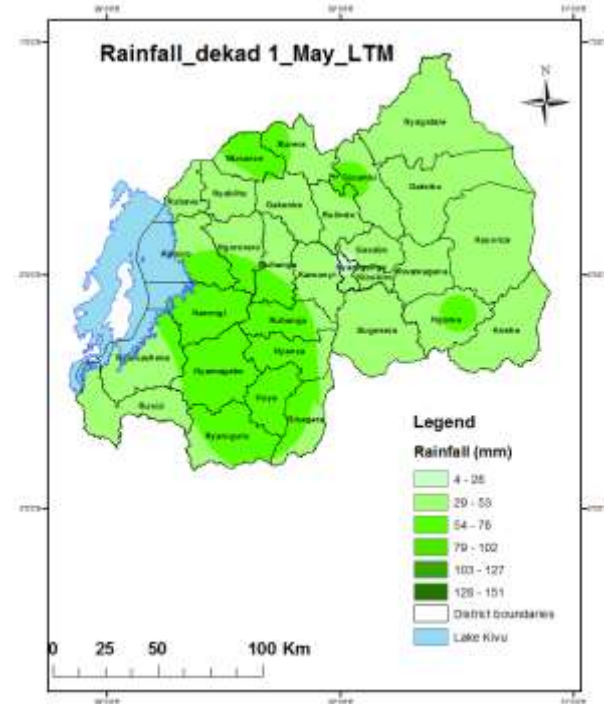 Rainfall_dekad 1_May_LTM
N
Nyagatare
Burera
Musanze
Gicumbi
Gatsibo
Rubavu
Nyabihu
Gakenke
Rulindo
Kayonza
Rutsiro
Ngororero
Gasabo
Muhanga
Kamonyi
Rwamagana
Karongi
Ruhango
Bugesera
Ngoma
Kirehe
Nyanza
Nyamasheke
Nyamagabe
Huye
Rusizi
Gisagara
Nyaruguru
Legend
Rainfall (mm)
4 - 28
29 - 53
54 - 78
79 - 102
103 - 127
128 - 151
District boundaries
Lake Kivu
0 25 50 100 Km